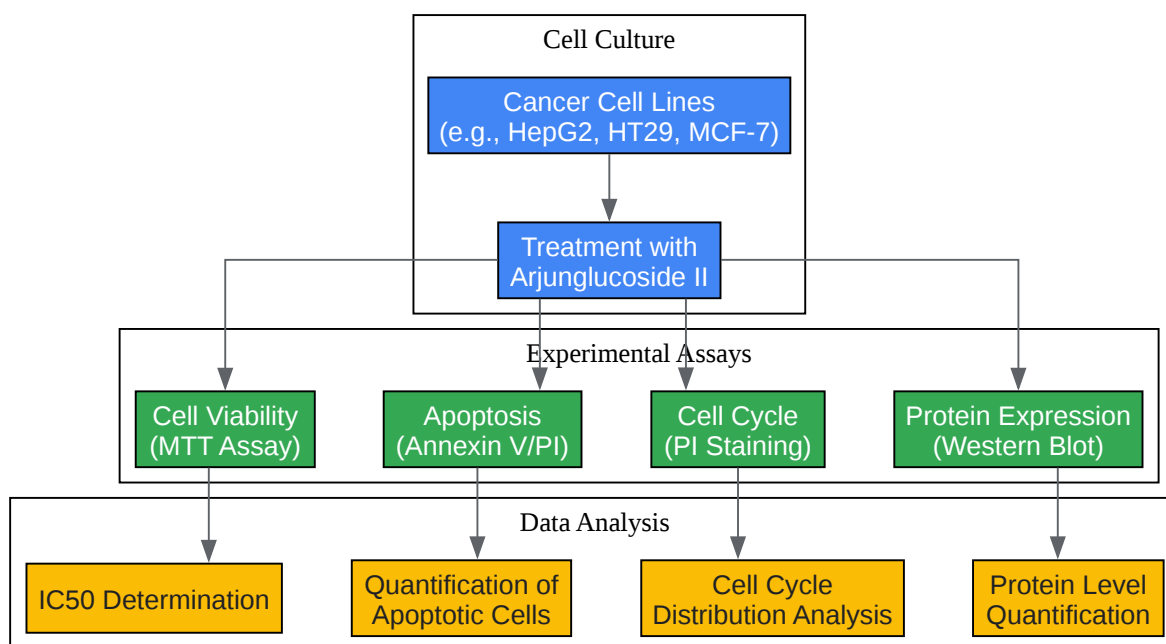 Cell Culture
Cancer Cell Lines
(e.g., HepG2, HT29, MCF-7)
Treatment with
Arjunglucoside II
Experimental Assays
Cell Viability
(MTT Assay)
Apoptosis
(Annexin V/PI)
Cell Cycle
(PI Staining)
Protein Expression
(Western Blot)
Data Analysis
IC50 Determination
Quantification of
Apoptotic Cells
Cell Cycle
Distribution Analysis
Protein Level
Quantification